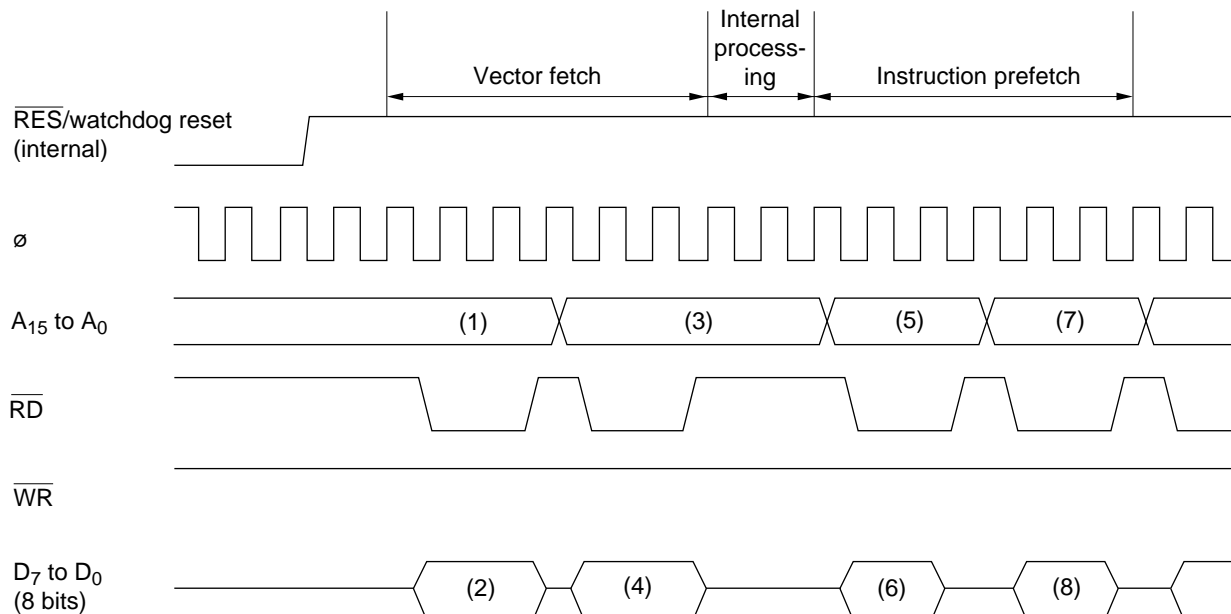 Internal
process-
ing
Vector fetch
Instruction prefetch
RES/watchdog reset
(internal)
ø
A15 to A0
(1)
(3)
(5)
(7)
RD
WR
D7 to D0
(8 bits)
(2)
(4)
(6)
(8)